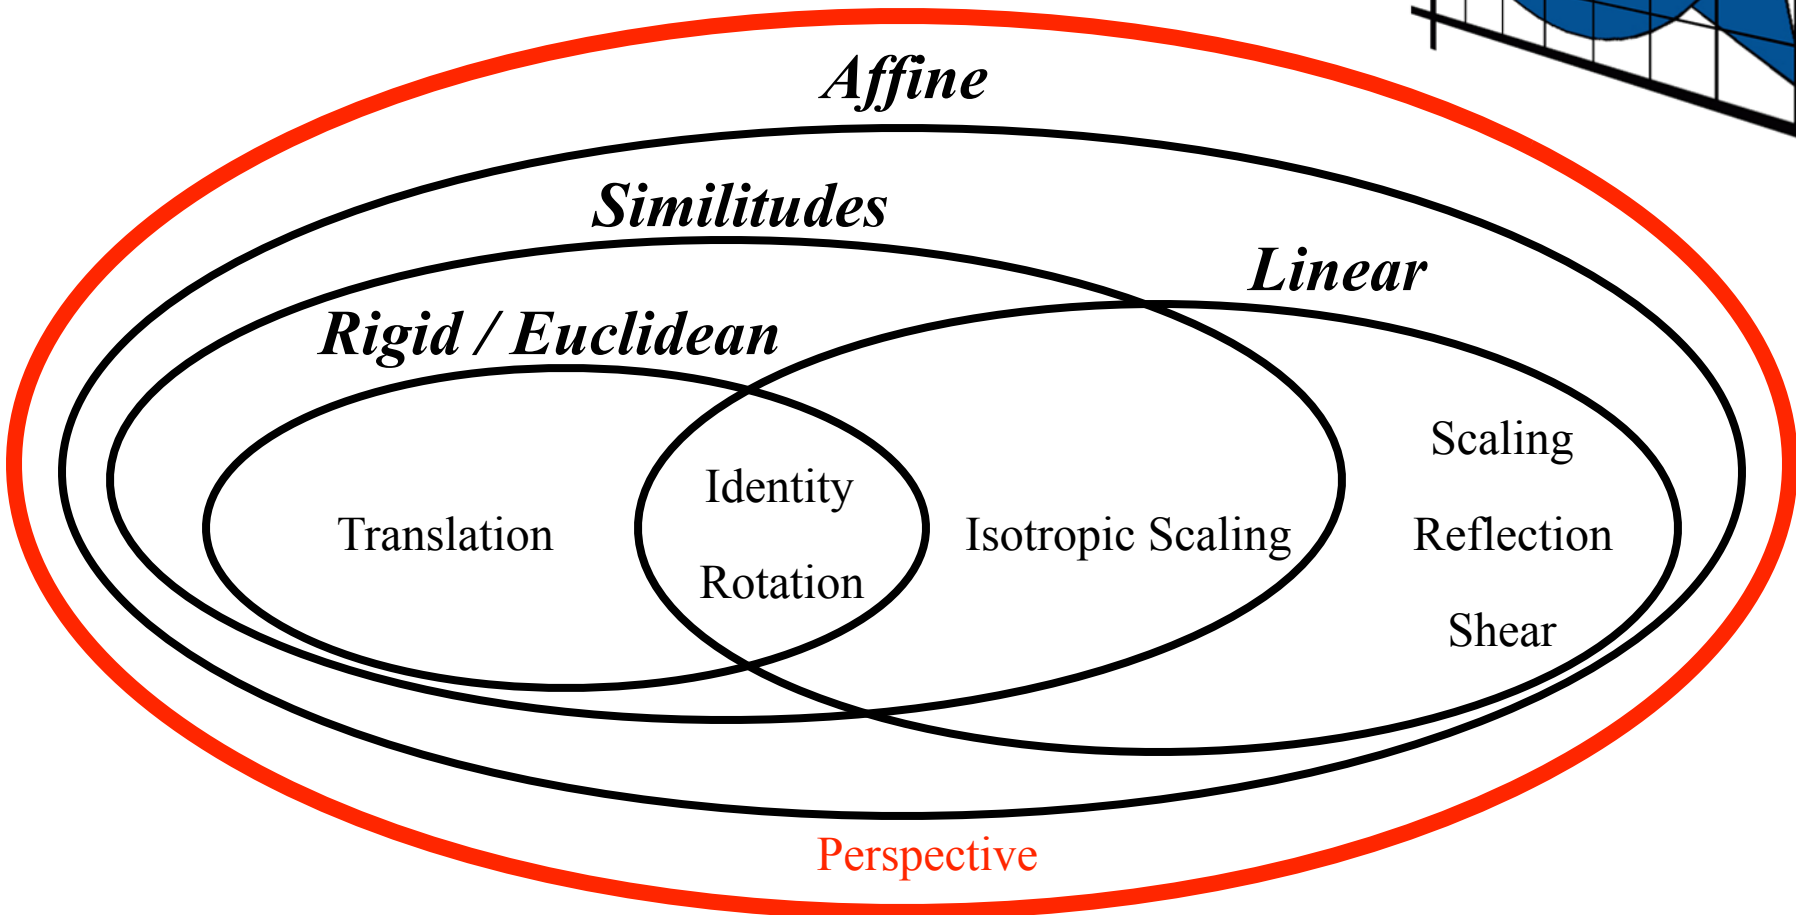 Affine
Similitudes
Linear
Rigid / Euclidean
Scaling
Identity
Translation
Isotropic Scaling
Reflection
Rotation
Shear
Perspective